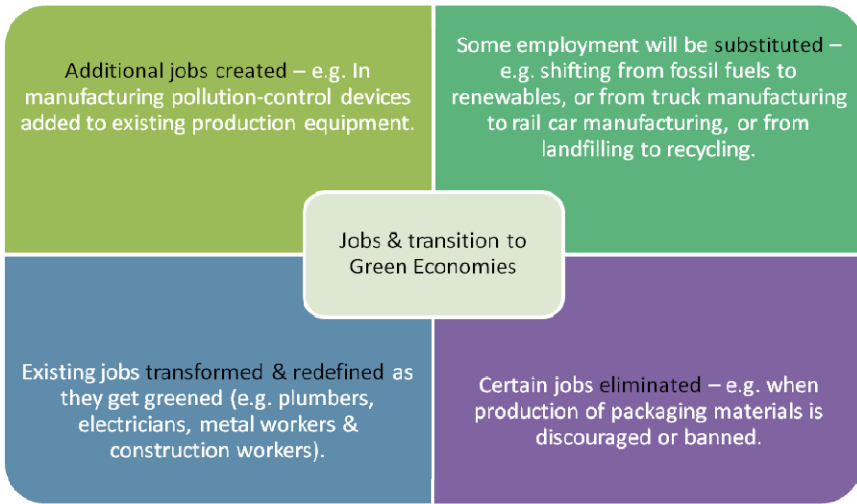 Additional jobs created – e.g. In
manufacturing pollution-control devices
added to existing production equipment.
Some employment will be substituted –
e.g. shifting from fossil fuels to
renewables, or from truck manufacturing
to rail car manufacturing, or from
landfilling to recycling.
Jobs & transition to
Green Economies
Existing jobs transformed & redefined as
they get greened (e.g. plumbers,
electricians, metal workers &
construction workers).
Certain jobs eliminated – e.g. when
production of packaging materials is
discouraged or banned.